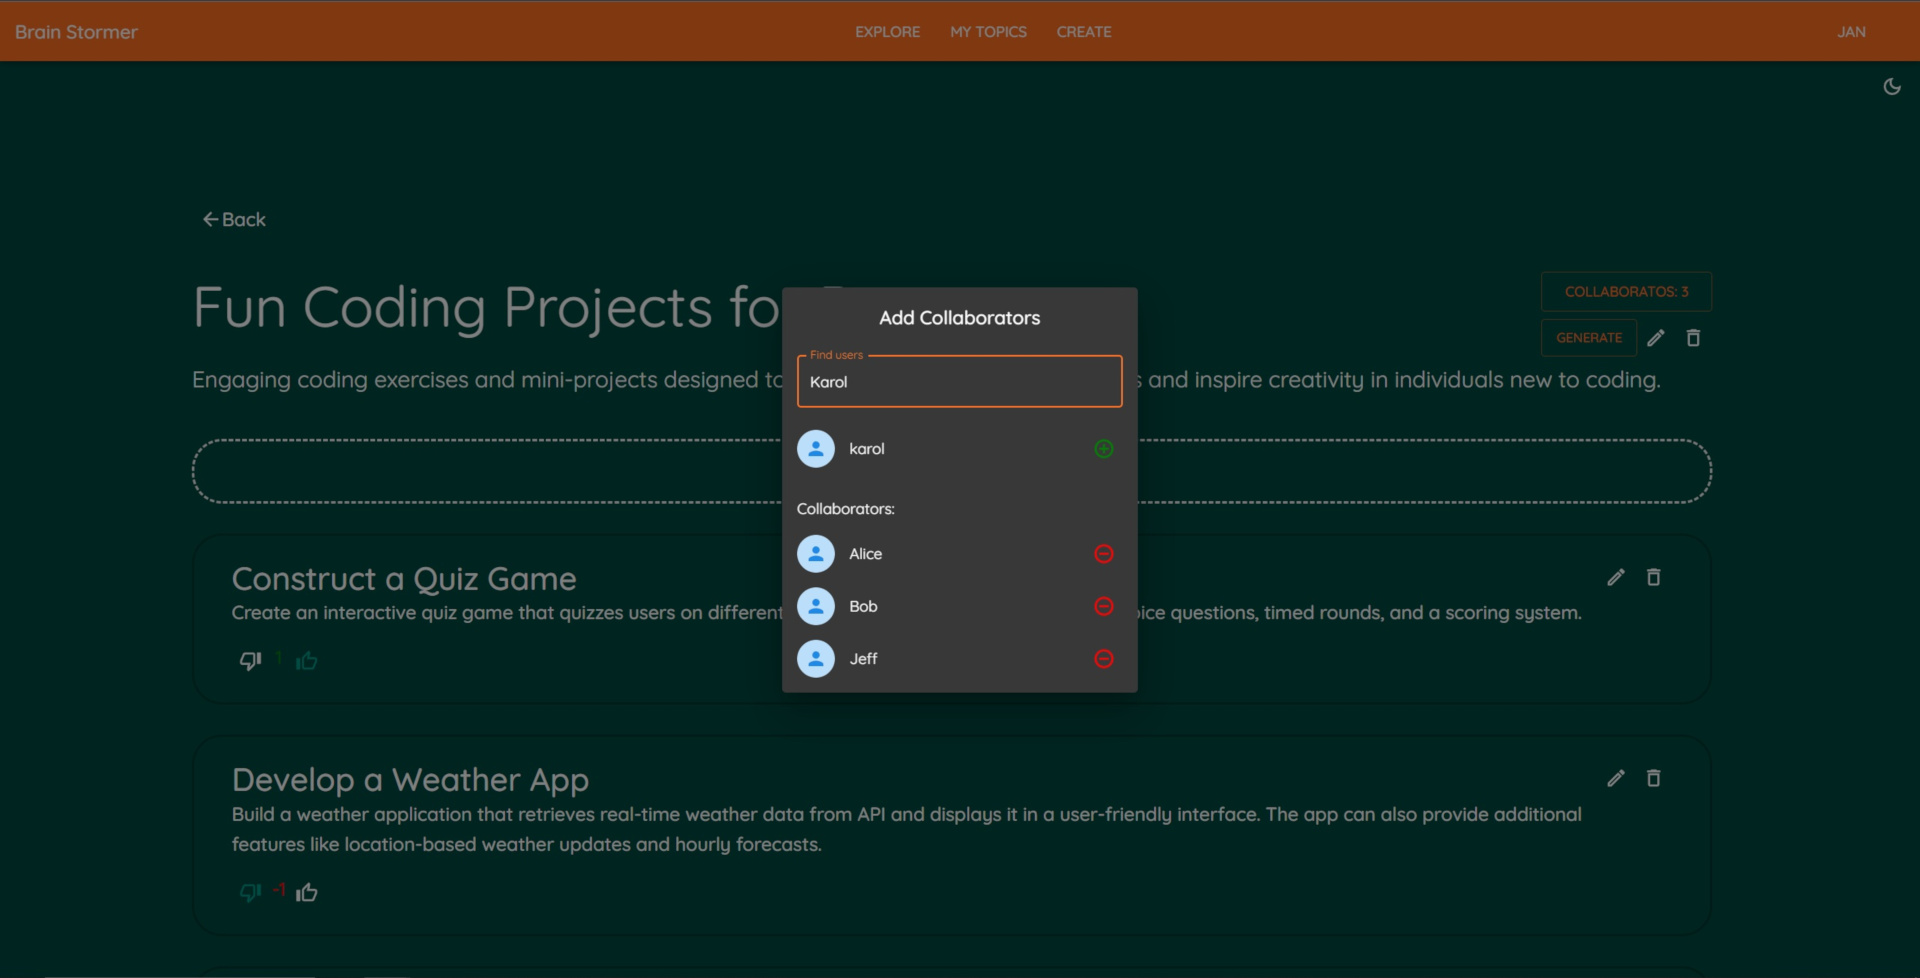 Brain Stormer
EXPLORE
MY TOPICS
CREATE
JAN
Back
Fun Coding Projects fo
COLLABORATOS: 3
GENERATE
Engaging coding exercises and mini-projects designed to
and inspire creativity in individuals new to coding.
Add Collaborators
Find users
Karol
karol
Collaborators:
Alice
Bob
Jeff
Construct a Quiz Game
Create an interactive quiz game that quizzes users on different
ice questions, timed rounds, and a scoring system.
1
Develop a Weather App
Build a weather application that retrieves real-time weather data from API and displays it in a user-friendly interface. The app can also provide additional
features like location-based weather updates and hourly forecasts.
-1